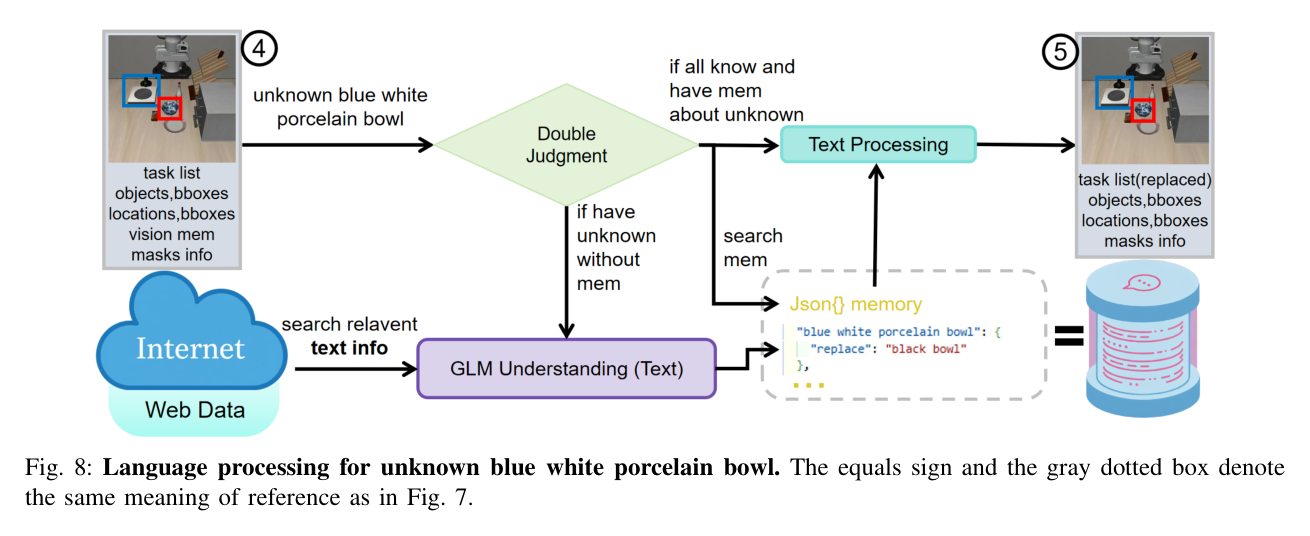 4
task list
objects,bboxes
locations,bboxes
vision mem
masks info
unknown blue white
porcelain bowl
Double
Judgment
if all know and
have mem
about unknown
Text Processing
5
task list(replaced)
objects,bboxes
locations,bboxes
masks info
if have
unknown
without
mem
search
mem
Internet
Web Data
search relavent
text info
GLM Understanding (Text)
Json{} memory
"blue white porcelain bowl": {
"replace": "black bowl"
},
...
=
Fig. 8: Language processing for unknown blue white porcelain bowl. The equals sign and the gray dotted box denote
the same meaning of reference as in Fig. 7.